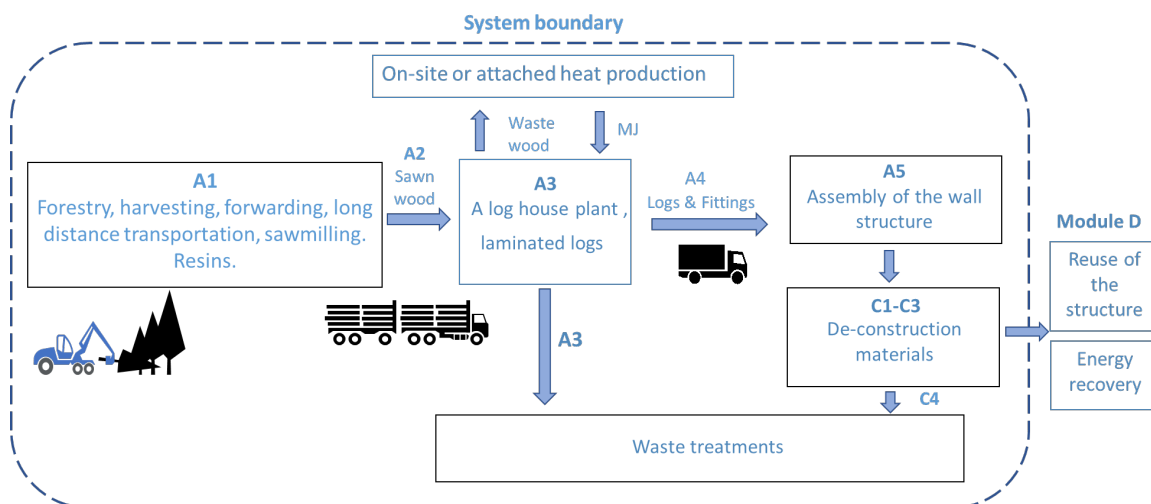 System boundary
On-site or attached heat production
Waste
wood
MJ
A1
Forestry, harvesting, forwarding, long
distance transportation, sawmilling.
Resins.
A2
Sawn
wood
A3
A log house plant ,
laminated logs
A4
Logs & Fittings
A5
Assembly of the wall
structure
Module D
Reuse of
the
structure
C1-C3
De-construction
materials
Energy
recovery
A3
C4
Waste treatments